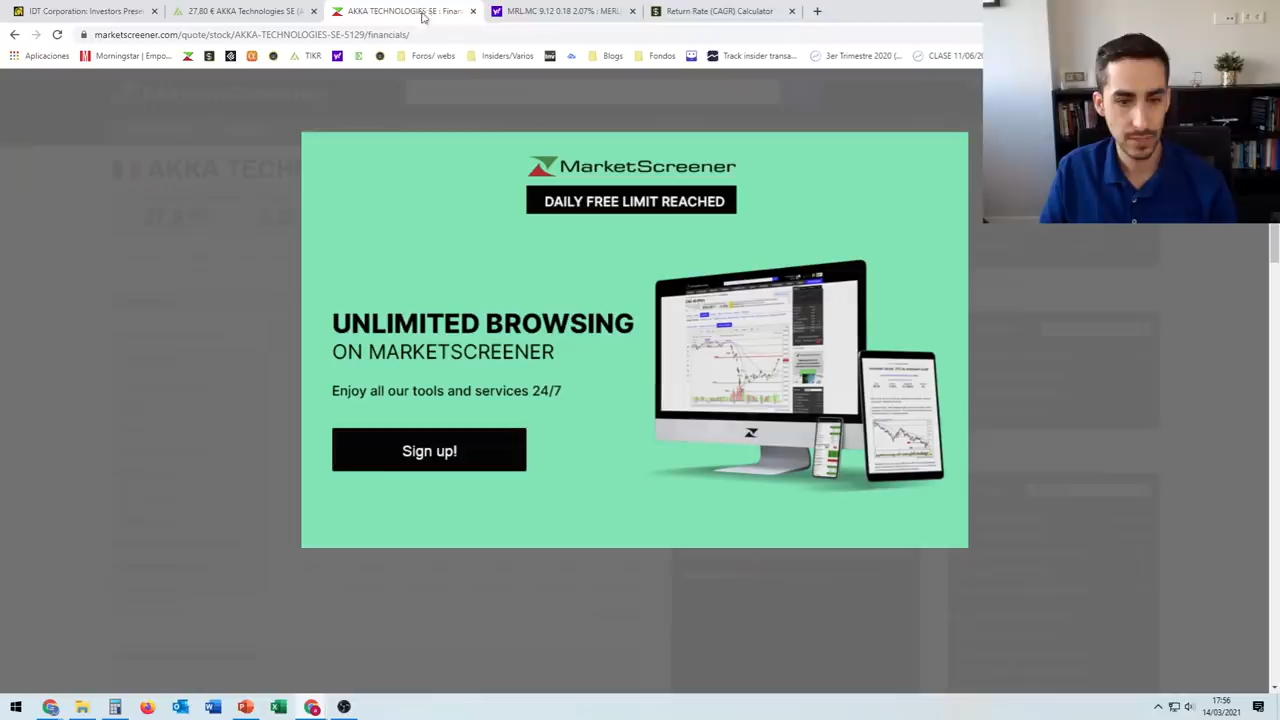 IDT Corporation: Investors Prese
27,80 € AKKA Technologies SE (A
AKKA TECHNOLOGIES SE : Finan
MRL.MC 9.12 0.18 2.07% : MERL
Return Rate (CAGR) Calculator
marketscreener.com/quote/stock/AKKA-TECHNOLOGIES-SE-5129/financials/
Aplicaciones
Morningstar | Empo...
TIKR
Foros/ webs
Insiders/Varios
Blogs
Fondos
Track insider transa...
3er Trimestre 2020 (...
CLASE 11/06/20
AKKA TECH
MarketScreener
DAILY FREE LIMIT REACHED
UNLIMITED BROWSING
ON MARKETSCREENER
Enjoy all our tools and services 24/7
Sign up!
17:56
14/03/2021